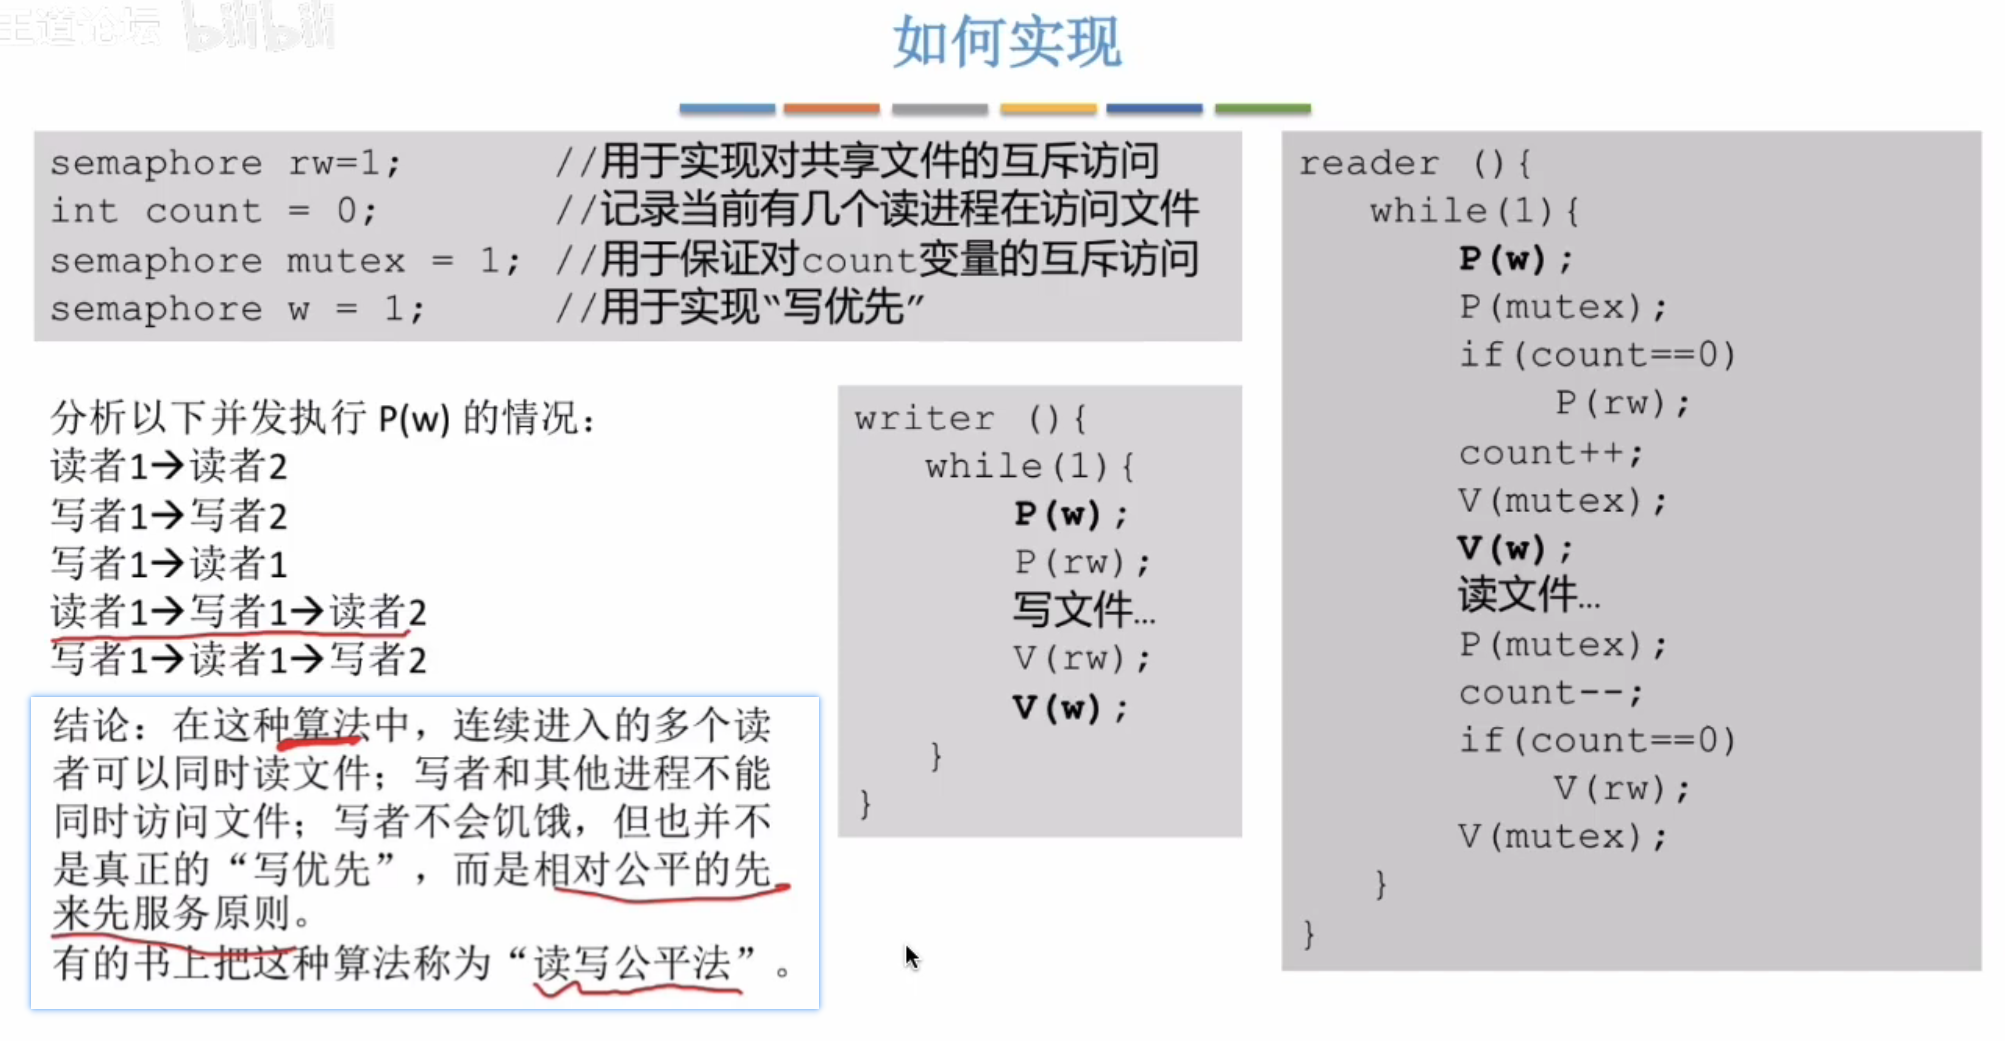 王道论坛 bilibili
如何实现
semaphore rw=1; //用于实现对共享文件的互斥访问
int count = 0; //记录当前有几个读进程在访问文件
semaphore mutex = 1; //用于保证对count变量的互斥访问
semaphore w = 1; //用于实现“写优先”
分析以下并发执行 P(w) 的情况：
读者1→读者2
写者1→写者2
写者1→读者1
读者1→写者1→读者2
写者1→读者1→写者2
结论：在这种算法中，连续进入的多个读
者可以同时读文件；写者和其他进程不能
同时访问文件；写者不会饥饿，但也并不
是真正的“写优先”，而是相对公平的先
来先服务原则。
有的书上把这种算法称为“读写公平法”。
writer (){
while(1){
P(w);
P(rw);
写文件…
V(rw);
V(w);
}
}
reader (){
while(1){
P(w);
P(mutex);
if(count==0)
P(rw);
count++;
V(mutex);
V(w);
读文件…
P(mutex);
count--;
if(count==0)
V(rw);
V(mutex);
}
}